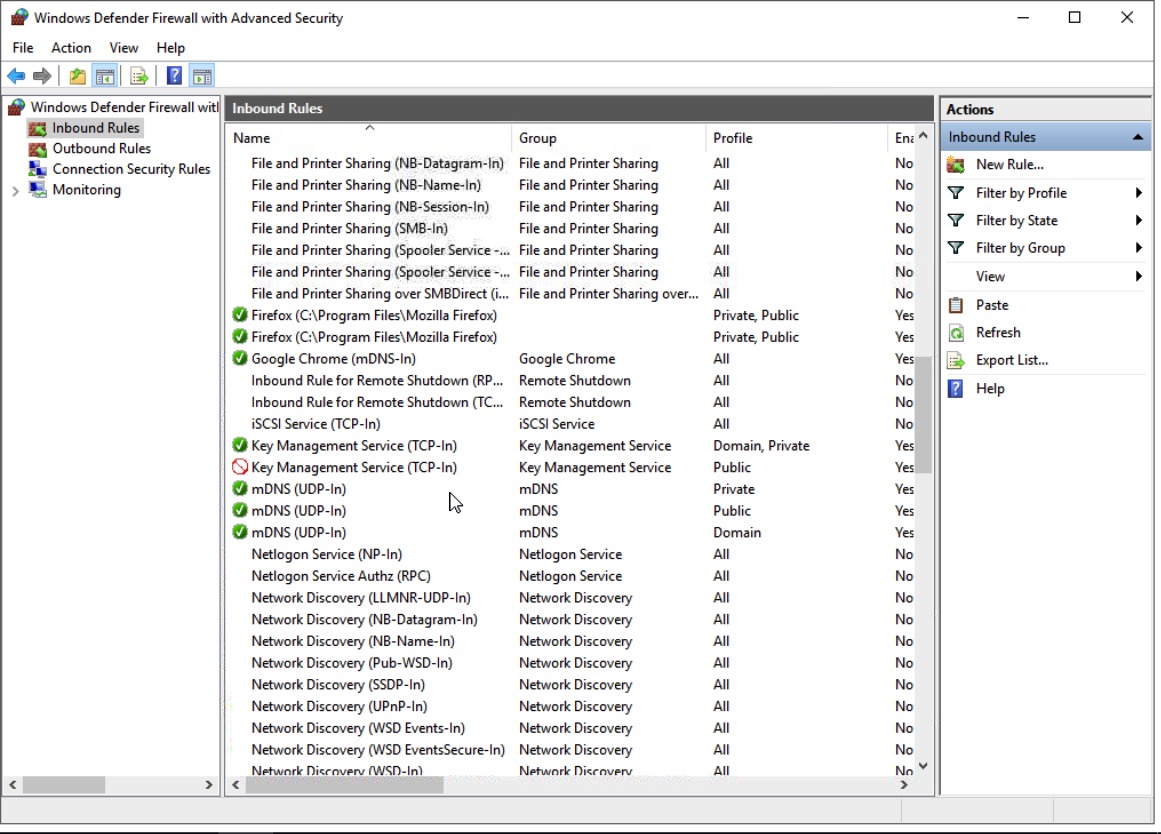 Windows Defender Firewall with Advanced Security
File Action View Help
Windows Defender Firewall witl
Inbound Rules
Outbound Rules
Connection Security Rules
Monitoring
Inbound Rules
Name Group Profile Ena
File and Printer Sharing (NB-Datagram-In) File and Printer Sharing All No
File and Printer Sharing (NB-Name-In) File and Printer Sharing All No
File and Printer Sharing (NB-Session-In) File and Printer Sharing All No
File and Printer Sharing (SMB-In) File and Printer Sharing All No
File and Printer Sharing (Spooler Service -... File and Printer Sharing All No
File and Printer Sharing (Spooler Service -... File and Printer Sharing All No
File and Printer Sharing over SMBDirect (i... File and Printer Sharing over... All No
Firefox (C:\Program Files\Mozilla Firefox) Private, Public Yes
Firefox (C:\Program Files\Mozilla Firefox) Private, Public Yes
Google Chrome (mDNS-In) Google Chrome All Yes
Inbound Rule for Remote Shutdown (RP... Remote Shutdown All No
Inbound Rule for Remote Shutdown (TC... Remote Shutdown All No
iSCSI Service (TCP-In) iSCSI Service All No
Key Management Service (TCP-In) Key Management Service Domain, Private Yes
Key Management Service (TCP-In) Key Management Service Public Yes
mDNS (UDP-In) mDNS Private Yes
mDNS (UDP-In) mDNS Public Yes
mDNS (UDP-In) mDNS Domain Yes
Netlogon Service (NP-In) Netlogon Service All No
Netlogon Service Authz (RPC) Netlogon Service All No
Network Discovery (LLMNR-UDP-In) Network Discovery All No
Network Discovery (NB-Datagram-In) Network Discovery All No
Network Discovery (NB-Name-In) Network Discovery All No
Network Discovery (Pub-WSD-In) Network Discovery All No
Network Discovery (SSDP-In) Network Discovery All No
Network Discovery (UPnP-In) Network Discovery All No
Network Discovery (WSD Events-In) Network Discovery All No
Network Discovery (WSD EventsSecure-In) Network Discovery All No
Network Discovery (WSD-In) Network Discovery All No
Actions
Inbound Rules
New Rule...
Filter by Profile
Filter by State
Filter by Group
View
Paste
Refresh
Export List...
Help